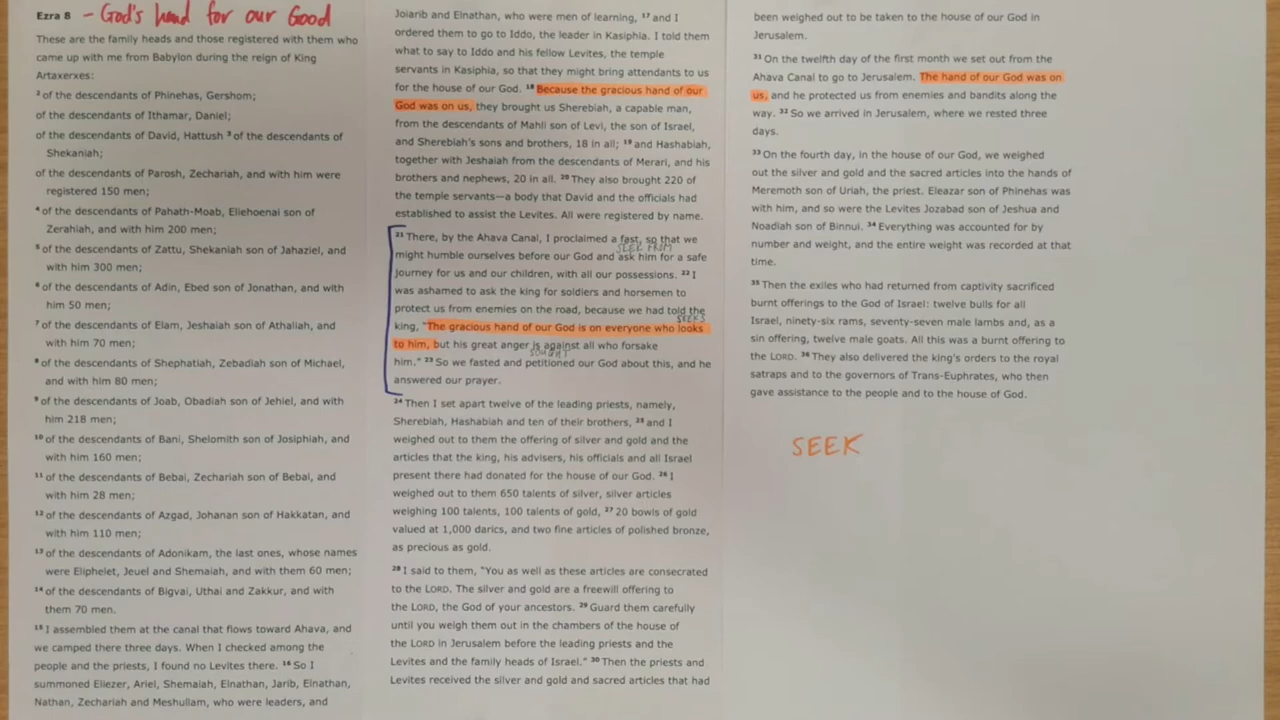 Ezra 8 – God's hand for our Good
These are the family heads and those registered with them who
came up with me from Babylon during the reign of King
Artaxerxes:
² of the descendants of Phinehas, Gershom;
of the descendants of Ithamar, Daniel;
of the descendants of David, Hattush ³ of the descendants of
Shekaniah;
of the descendants of Parosh, Zechariah, and with him were
registered 150 men;
⁴ of the descendants of Pahath-Moab, Eliehoenai son of
Zerahiah, and with him 200 men;
⁵ of the descendants of Zattu, Shekaniah son of Jahaziel, and
with him 300 men;
⁶ of the descendants of Adin, Ebed son of Jonathan, and with
him 50 men;
⁷ of the descendants of Elam, Jeshaiah son of Athaliah, and
with him 70 men;
⁸ of the descendants of Shephatiah, Zebadiah son of Michael,
and with him 80 men;
⁹ of the descendants of Joab, Obadiah son of Jehiel, and with
him 218 men;
¹⁰ of the descendants of Bani, Shelomith son of Josiphiah, and
with him 160 men;
¹¹ of the descendants of Bebai, Zechariah son of Bebai, and
with him 28 men;
¹² of the descendants of Azgad, Johanan son of Hakkatan, and
with him 110 men;
¹³ of the descendants of Adonikam, the last ones, whose names
were Eliphelet, Jeuel and Shemaiah, and with them 60 men;
¹⁴ of the descendants of Bigvai, Uthai and Zakkur, and with
them 70 men.
¹⁵ I assembled them at the canal that flows toward Ahava, and
we camped there three days. When I checked among the
people and the priests, I found no Levites there. ¹⁶ So I
summoned Eliezer, Ariel, Shemaiah, Elnathan, Jarib, Elnathan,
Nathan, Zechariah and Meshullam, who were leaders, and
Joiarib and Elnathan, who were men of learning, ¹⁷ and I
ordered them to go to Iddo, the leader in Kasiphia. I told them
what to say to Iddo and his fellow Levites, the temple
servants in Kasiphia, so that they might bring attendants to us
for the house of our God. ¹⁸ Because the gracious hand of our
God was on us, they brought us Sherebiah, a capable man,
from the descendants of Mahli son of Levi, the son of Israel,
and Sherebiah's sons and brothers, 18 in all; ¹⁹ and Hashabiah,
together with Jeshaiah from the descendants of Merari, and his
brothers and nephews, 20 in all. ²⁰ They also brought 220 of
the temple servants—a body that David and the officials had
established to assist the Levites. All were registered by name.
²¹ There, by the Ahava Canal, I proclaimed a fast, so that we
SEEK FROM
might humble ourselves before our God and ask him for a safe
journey for us and our children, with all our possessions. ²² I
was ashamed to ask the king for soldiers and horsemen to
protect us from enemies on the road, because we had told the
SEEKS
king, "The gracious hand of our God is on everyone who looks
to him, but his great anger is against all who forsake
SOUGHT
him." ²³ So we fasted and petitioned our God about this, and he
answered our prayer.
²⁴ Then I set apart twelve of the leading priests, namely,
Sherebiah, Hashabiah and ten of their brothers, ²⁵ and I
weighed out to them the offering of silver and gold and the
articles that the king, his advisers, his officials and all Israel
present there had donated for the house of our God. ²⁶ I
weighed out to them 650 talents of silver, silver articles
weighing 100 talents, 100 talents of gold, ²⁷ 20 bowls of gold
valued at 1,000 darics, and two fine articles of polished bronze,
as precious as gold.
²⁸ I said to them, "You as well as these articles are consecrated
to the LORD. The silver and gold are a freewill offering to
the LORD, the God of your ancestors. ²⁹ Guard them carefully
until you weigh them out in the chambers of the house of
the LORD in Jerusalem before the leading priests and the
Levites and the family heads of Israel." ³⁰ Then the priests and
Levites received the silver and gold and sacred articles that had
been weighed out to be taken to the house of our God in
Jerusalem.
³¹ On the twelfth day of the first month we set out from the
Ahava Canal to go to Jerusalem. The hand of our God was on
us, and he protected us from enemies and bandits along the
way. ³² So we arrived in Jerusalem, where we rested three
days.
³³ On the fourth day, in the house of our God, we weighed
out the silver and gold and the sacred articles into the hands of
Meremoth son of Uriah, the priest. Eleazar son of Phinehas was
with him, and so were the Levites Jozabad son of Jeshua and
Noadiah son of Binnui. ³⁴ Everything was accounted for by
number and weight, and the entire weight was recorded at that
time.
³⁵ Then the exiles who had returned from captivity sacrificed
burnt offerings to the God of Israel: twelve bulls for all
Israel, ninety-six rams, seventy-seven male lambs and, as a
sin offering, twelve male goats. All this was a burnt offering to
the LORD. ³⁶ They also delivered the king's orders to the royal
satraps and to the governors of Trans-Euphrates, who then
gave assistance to the people and to the house of God.
SEEK